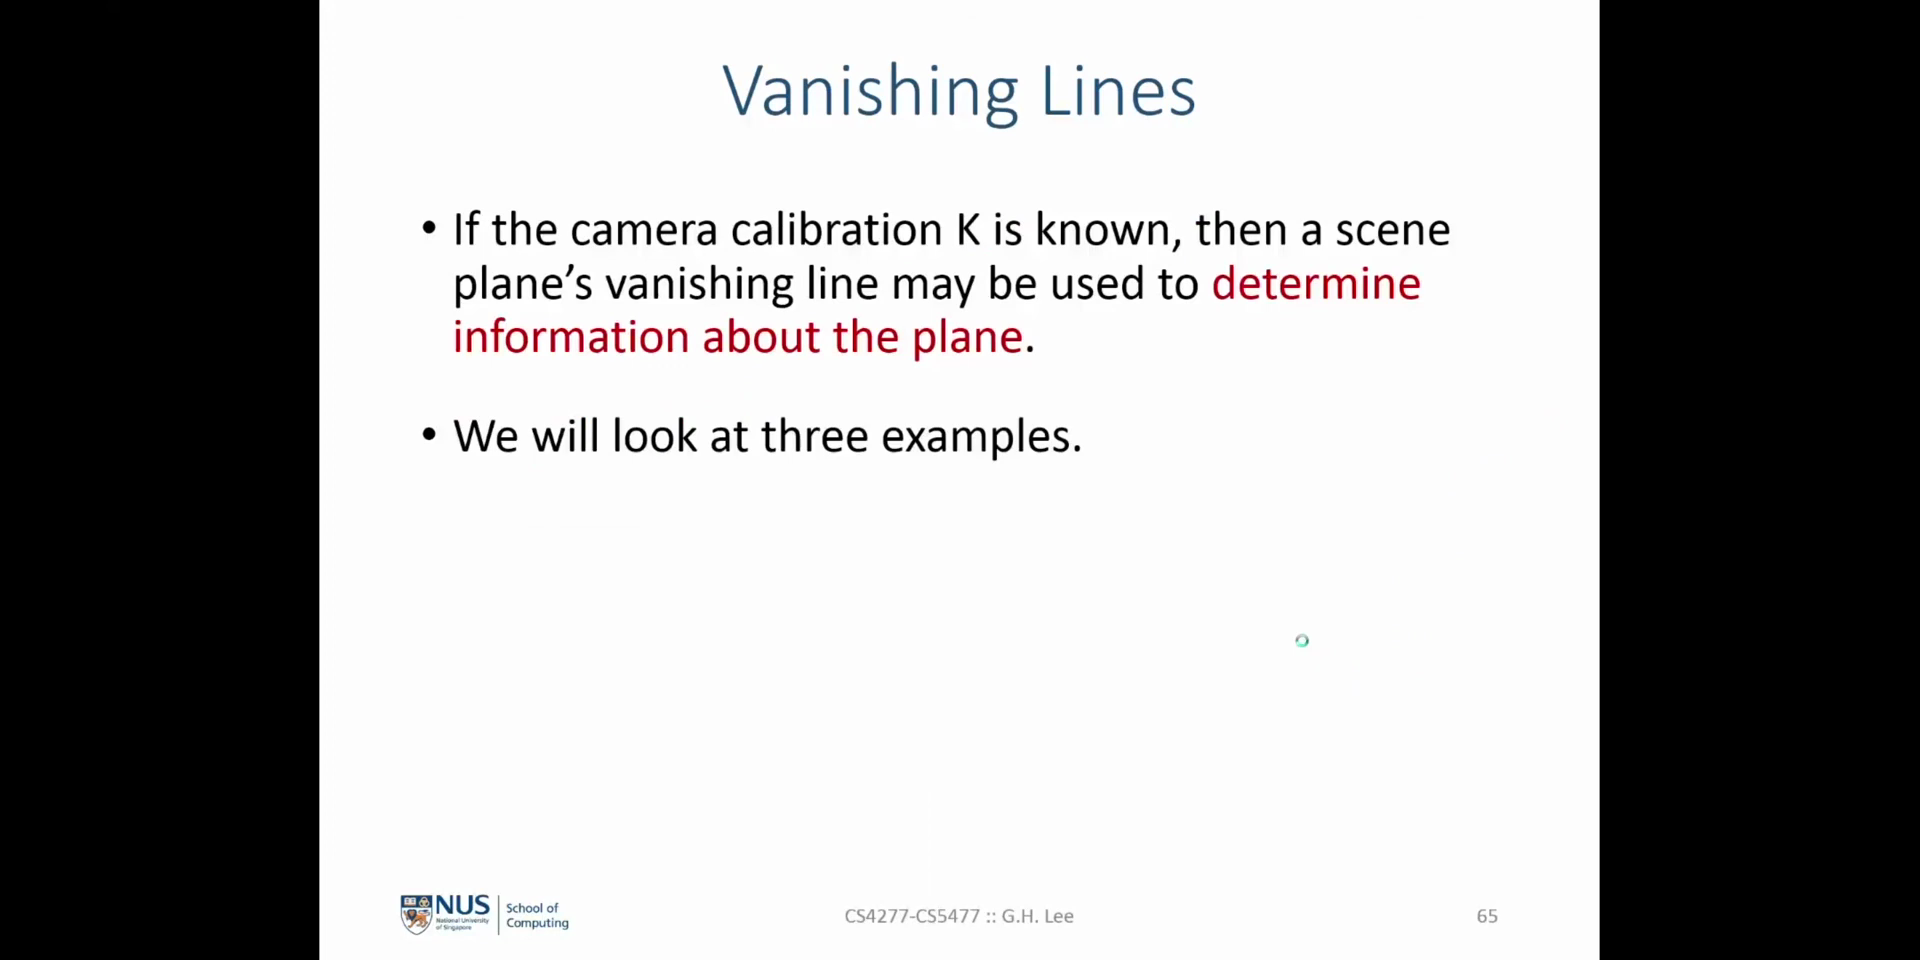 Vanishing Lines
• If the camera calibration K is known, then a scene
plane’s vanishing line may be used to determine
information about the plane.
• We will look at three examples.
NUS
National University
of Singapore
School of
Computing
CS4277-CS5477 :: G.H. Lee
65